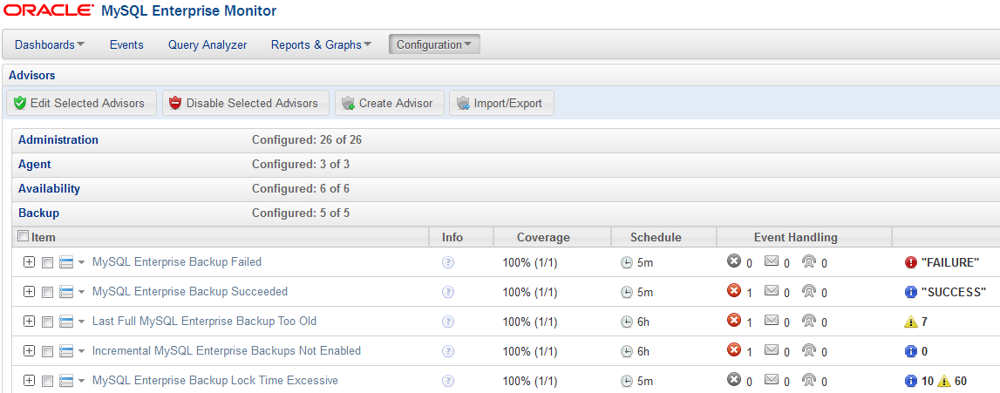 ORACLE MySQL Enterprise Monitor
Dashboards Events Query Analyzer Reports & Graphs Configuration
Advisors
Edit Selected Advisors Disable Selected Advisors Create Advisor Import/Export
Administration Configured: 26 of 26
Agent Configured: 3 of 3
Availability Configured: 6 of 6
Backup Configured: 5 of 5
Item Info Coverage Schedule Event Handling
MySQL Enterprise Backup Failed ? 100% (1/1) 5m 0 0 0 ! "FAILURE"
MySQL Enterprise Backup Succeeded ? 100% (1/1) 5m 1 0 0 i "SUCCESS"
Last Full MySQL Enterprise Backup Too Old ? 100% (1/1) 6h 1 0 0 ! 7
Incremental MySQL Enterprise Backups Not Enabled ? 100% (1/1) 6h 1 0 0 i 0
MySQL Enterprise Backup Lock Time Excessive ? 100% (1/1) 5m 0 0 0 i 10 ! 60